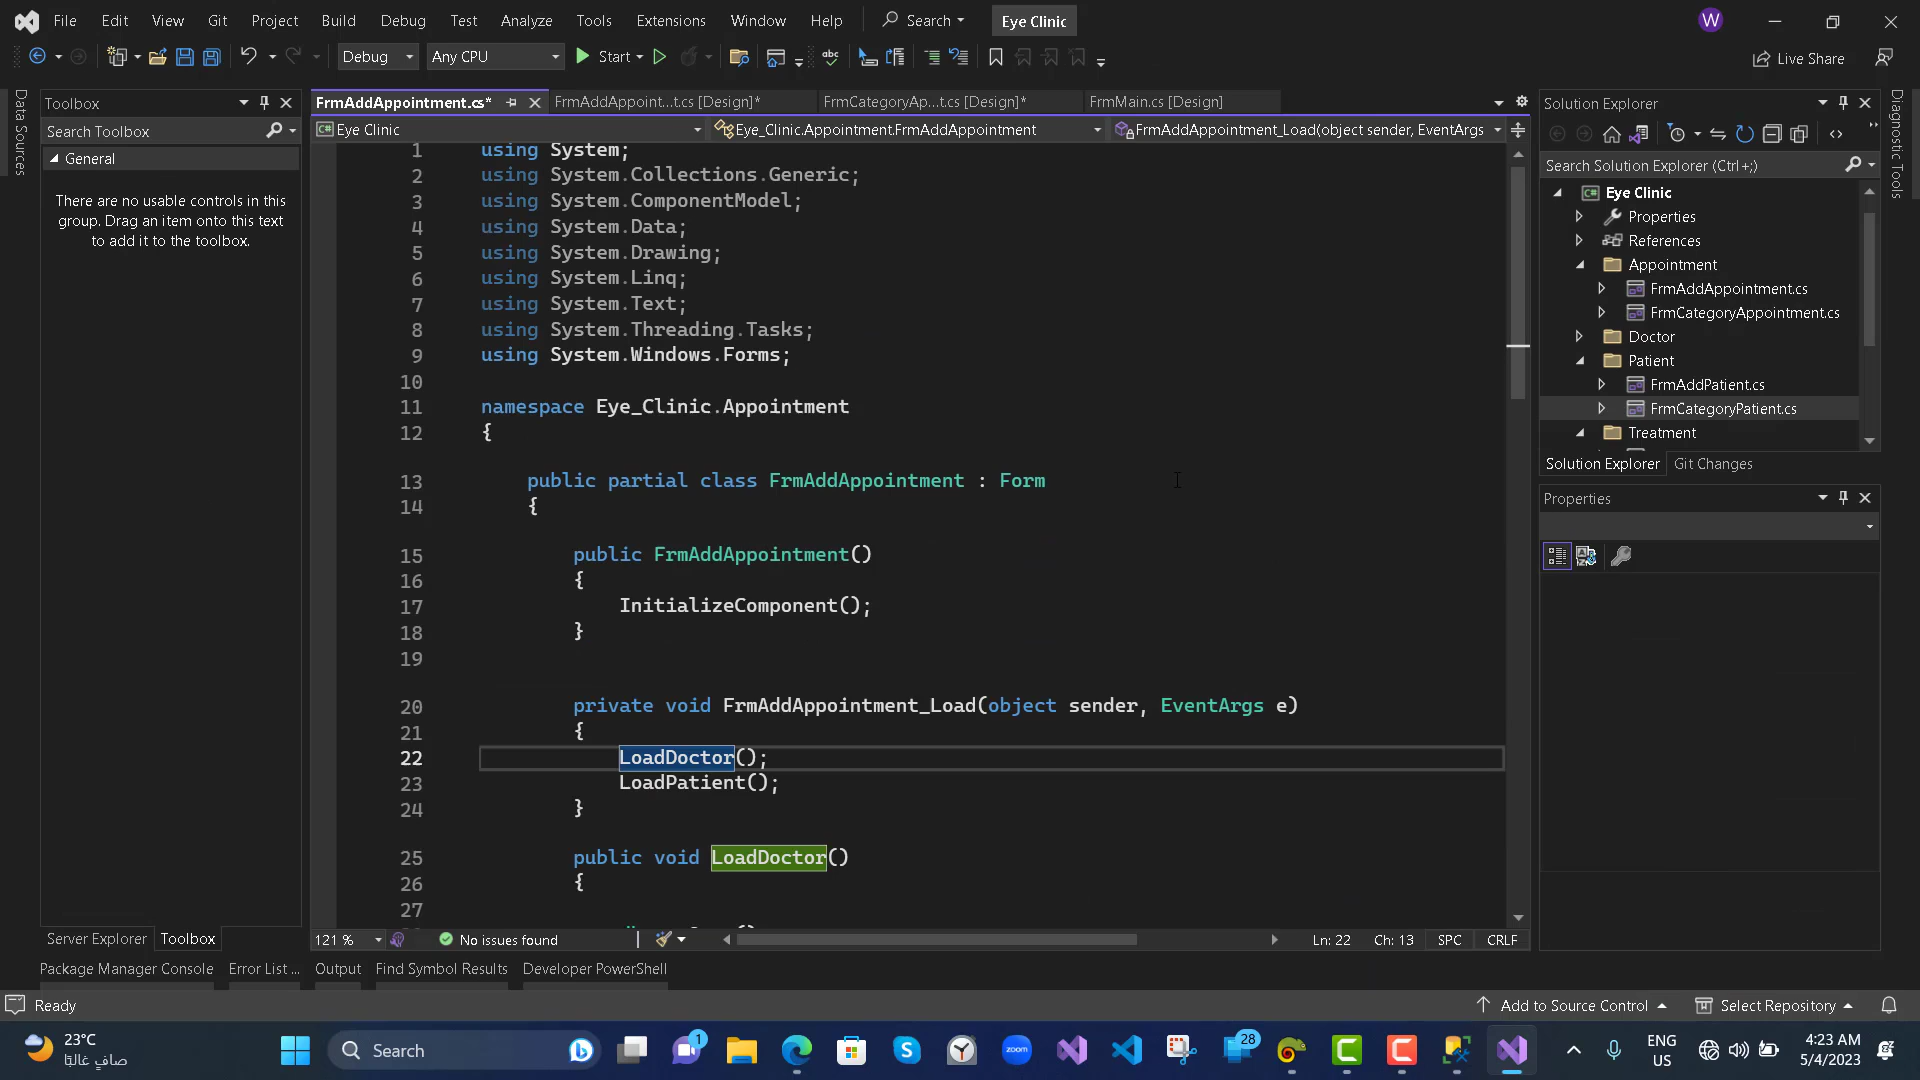 File Edit View Git Project Build Debug Test Analyze Tools Extensions Window Help Search Eye Clinic W
Debug Any CPU Start Live Share
Data Sources
Toolbox
Search Toolbox
General
There are no usable controls in this
group. Drag an item onto this text
to add it to the toolbox.
Server Explorer Toolbox
FrmAddAppointment.cs* FrmAddAppoint...t.cs [Design]* FrmCategoryAp...t.cs [Design]* FrmMain.cs [Design]
Eye Clinic Eye_Clinic.Appointment.FrmAddAppointment FrmAddAppointment_Load(object sender, EventArgs
1 using System;
2 using System.Collections.Generic;
3 using System.ComponentModel;
4 using System.Data;
5 using System.Drawing;
6 using System.Linq;
7 using System.Text;
8 using System.Threading.Tasks;
9 using System.Windows.Forms;
10
11 namespace Eye_Clinic.Appointment
12 {
13 public partial class FrmAddAppointment : Form
14 {
15 public FrmAddAppointment()
16 {
17 InitializeComponent();
18 }
19
20 private void FrmAddAppointment_Load(object sender, EventArgs e)
21 {
22 LoadDoctor();
23 LoadPatient();
24 }
25 public void LoadDoctor()
26 {
27
121 % No issues found Ln: 22 Ch: 13 SPC CRLF
Solution Explorer
Search Solution Explorer (Ctrl+;)
Eye Clinic
Properties
References
Appointment
FrmAddAppointment.cs
FrmCategoryAppointment.cs
Doctor
Patient
FrmAddPatient.cs
FrmCategoryPatient.cs
Treatment
Solution Explorer Git Changes
Properties
Diagnostic Tools
Package Manager Console Error List ... Output Find Symbol Results Developer PowerShell
Ready Add to Source Control Select Repository
23°C
صافٍ غالبًا
Search
1
zoom
28
ENG
US
4:23 AM
5/4/2023